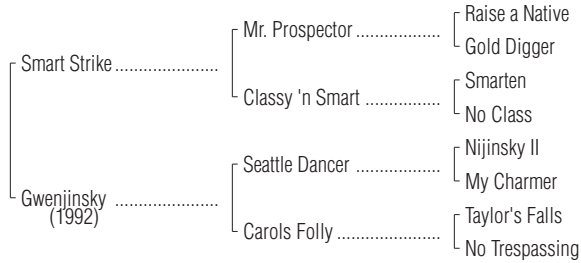 Raise a Native
Mr. Prospector ..................
Gold Digger
Smart Strike ......................
Smarten
Classy 'n Smart ................
No Class
Nijinsky II
Seattle Dancer ..................
My Charmer
Gwenjinsky ......................
(1992)
Taylor's Falls
Carols Folly ......................
No Trespassing